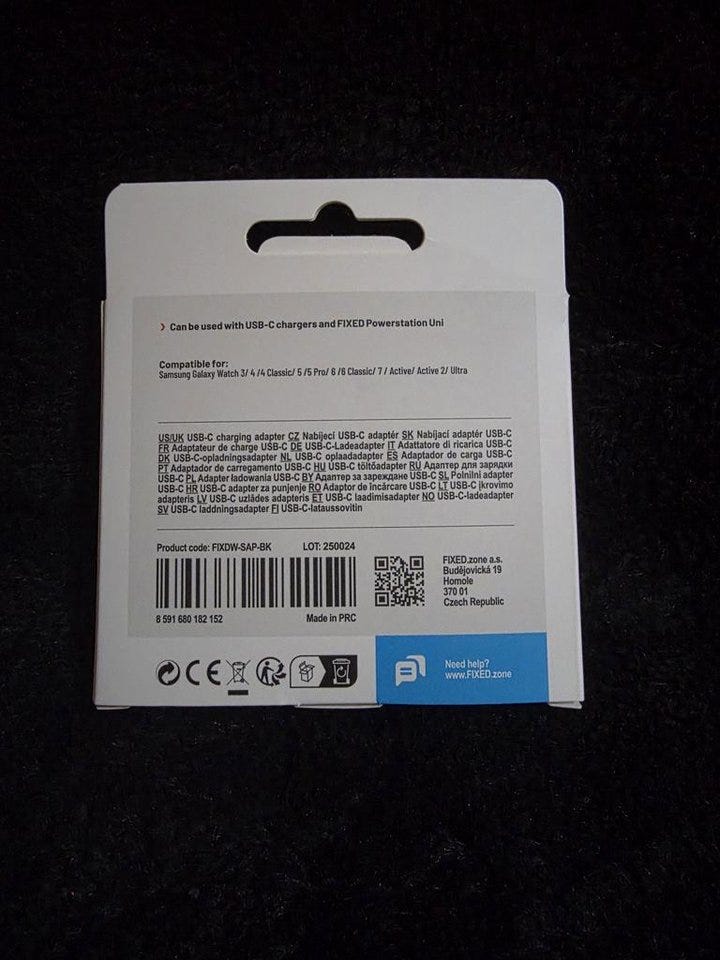 ❯ Can be used with USB-C chargers and FIXED Powerstation Uni
Compatible for:
Samsung Galaxy Watch 3/ 4 /4 Classic/ 5 /5 Pro/ 6 /6 Classic/ 7 / Active/ Active 2/ Ultra
US/UK USB-C charging adapter CZ Nabíjecí USB-C adaptér SK Nabíjací adaptér USB-C
FR Adaptateur de charge USB-C DE USB-C-Ladeadapter IT Adattatore di ricarica USB-C
DK USB-C-opladningsadapter NL USB-C oplaadadapter ES Adaptador de carga USB-C
PT Adaptador de carregamento USB-C HU USB-C töltőadapter RU Адаптер для зарядки
USB-C PL Adapter ładowania USB-C BY Адаптер за зареждане USB-C SL Polnilni adapter
USB-C HR USB-C adapter za punjenje RO Adaptor de încărcare USB-C LT USB-C įkrovimo
adapteris LV USB-C uzlādes adapteris ET USB-C laadimisadapter NO USB-C-ladeadapter
SV USB-C laddningsadapter FI USB-C-lataussovitin
Product code: FIXDW-SAP-BK LOT: 250024
8 591 680 182 152 Made in PRC
FIXED.zone a.s.
Budějovická 19
Homole
370 01
Czech Republic
CE
Need help?
www.FIXED.zone